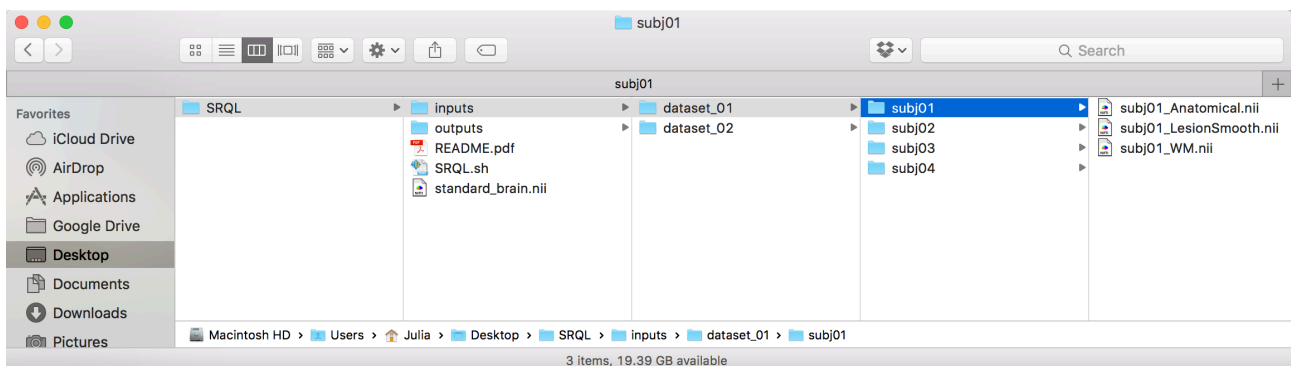 subj01
Search
subj01
+
Favorites
iCloud Drive
AirDrop
Applications
Google Drive
Desktop
Documents
Downloads
Pictures
SRQL
inputs
outputs
README.pdf
SRQL.sh
standard_brain.nii
dataset_01
dataset_02
subj01
subj02
subj03
subj04
subj01_Anatomical.nii
subj01_LesionSmooth.nii
subj01_WM.nii
Macintosh HD › Users › Julia › Desktop › SRQL › inputs › dataset_01 › subj01
3 items, 19.39 GB available